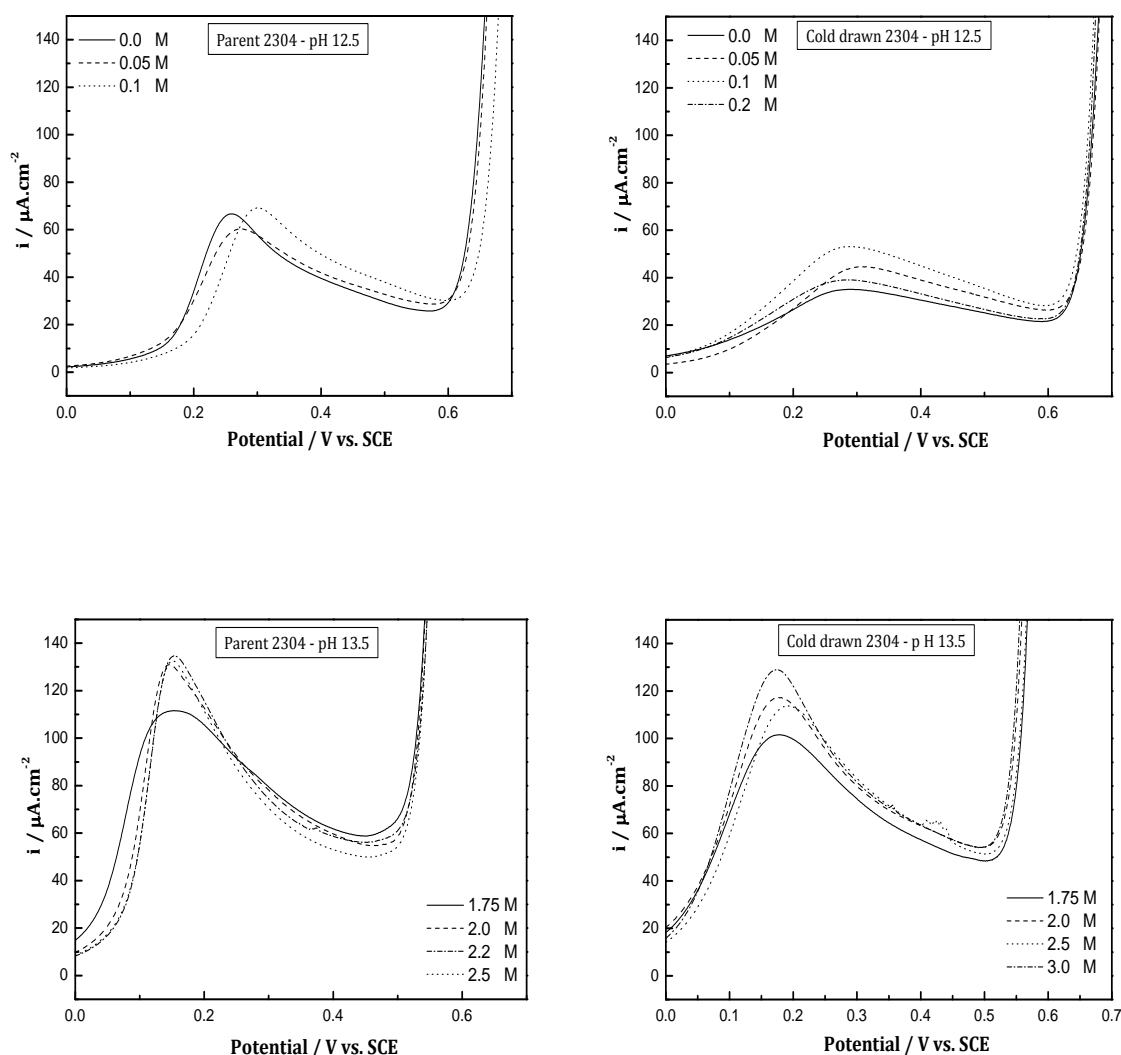 Parent 2304 - pH 12.5
0.0 M
0.05 M
0.1 M
140
120
100
80
60
40
20
0
i / µA.cm-2
0.0 0.2 0.4 0.6
Potential / V vs. SCE
Cold drawn 2304 - pH 12.5
0.0 M
0.05 M
0.1 M
0.2 M
140
120
100
80
60
40
20
0
i / µA.cm-2
0.0 0.2 0.4 0.6 0.7
Potential / V vs. SCE
Parent 2304 - pH 13.5
140
120
100
80
60
40
20
0
i / µA.cm-2
1.75 M
2.0 M
2.2 M
2.5 M
0.0 0.2 0.4 0.6
Potential / V vs. SCE
Cold drawn 2304 - p H 13.5
140
120
100
80
60
40
20
0
i / µA.cm-2
1.75 M
2.0 M
2.5 M
3.0 M
0.0 0.1 0.2 0.3 0.4 0.5 0.6 0.7
Potential / V vs. SCE